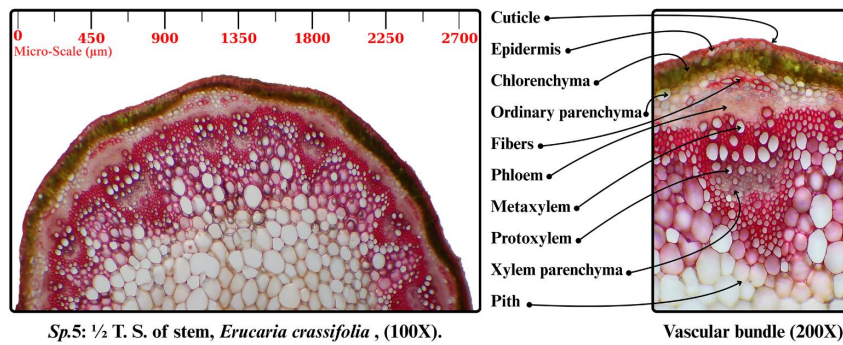 0 450 900 1350 1800 2250 2700
Micro-Scale (µm)
Cuticle
Epidermis
Chlorenchyma
Ordinary parenchyma
Fibers
Phloem
Metaxylem
Protoxylem
Xylem parenchyma
Pith
Sp.5: ½ T. S. of stem, Erucaria crassifolia , (100X).
Vascular bundle (200X)